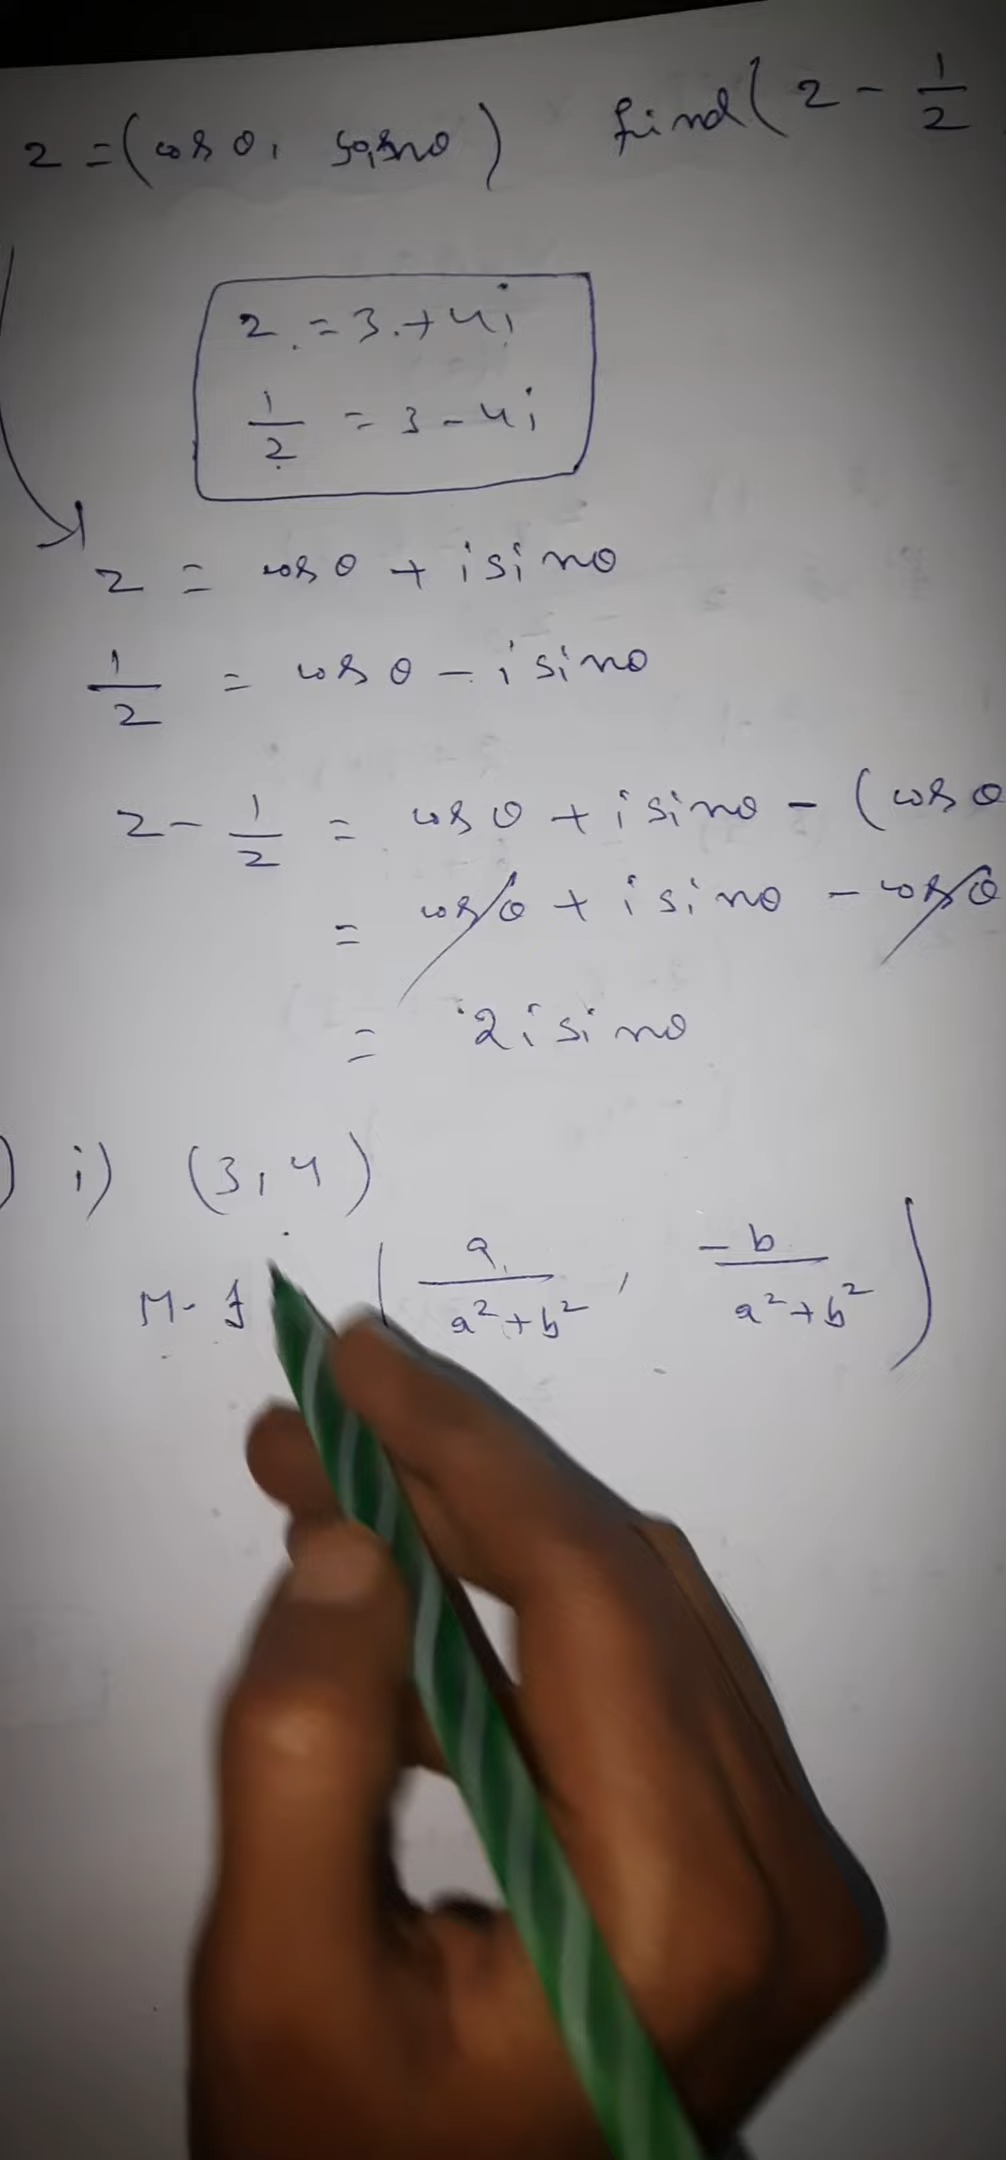 z = (cos θ, sin θ) find (z - 1/z
z = 3 + 4i
1/z = 3 - 4i
z = cos θ + i sin θ
1/z = cos θ - i sin θ
z - 1/z = cos θ + i sin θ - (cos θ
= cos θ + i sin θ - cos θ
= 2 i sin θ
) i) (3, 4)
M. I ( a/(a²+b²) , -b/(a²+b²) )